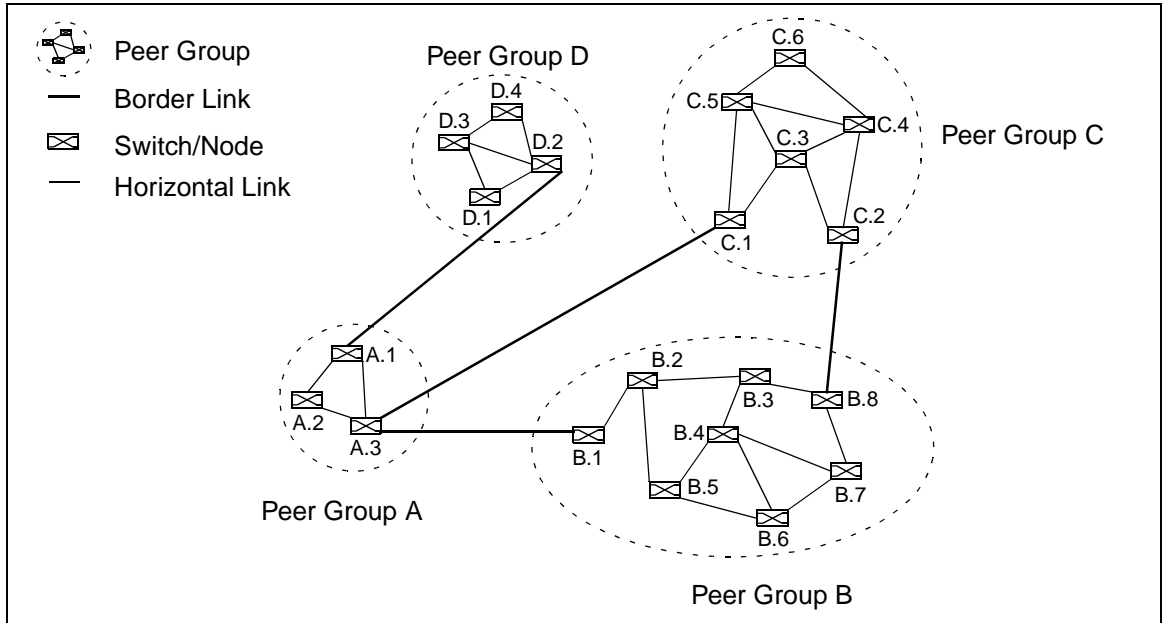 Peer Group
Border Link
Switch/Node
Horizontal Link
Peer Group D
D.4
D.3
D.2
D.1
C.6
C.5
C.4
C.3
C.2
C.1
Peer Group C
A.1
A.2
A.3
Peer Group A
B.2
B.3
B.8
B.4
B.1
B.5
B.7
B.6
Peer Group B